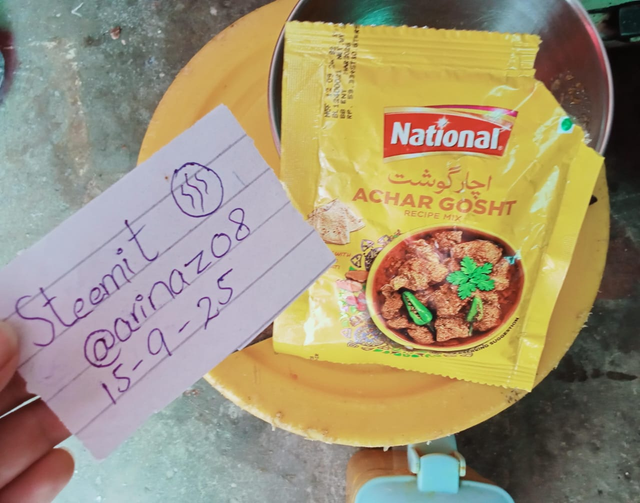 Steemit
@arinaz08
15-9-25
National
اچار گوشت
ACHAR GOSHT
RECIPE MIX